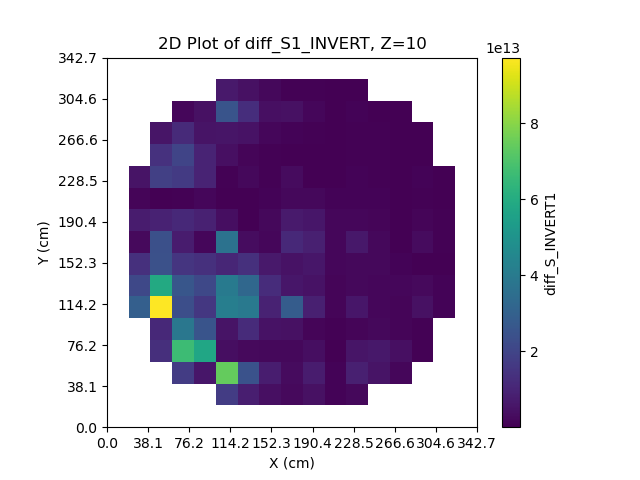 2D Plot of diff_S1_INVERT, Z=10
1e13
342.7
304.6
266.6
228.5
190.4
152.3
114.2
76.2
38.1
0.0
Y (cm)
0.0 38.1 76.2 114.2 152.3 190.4 228.5 266.6 304.6 342.7
X (cm)
8
6
4
2
diff_S_INVERT1